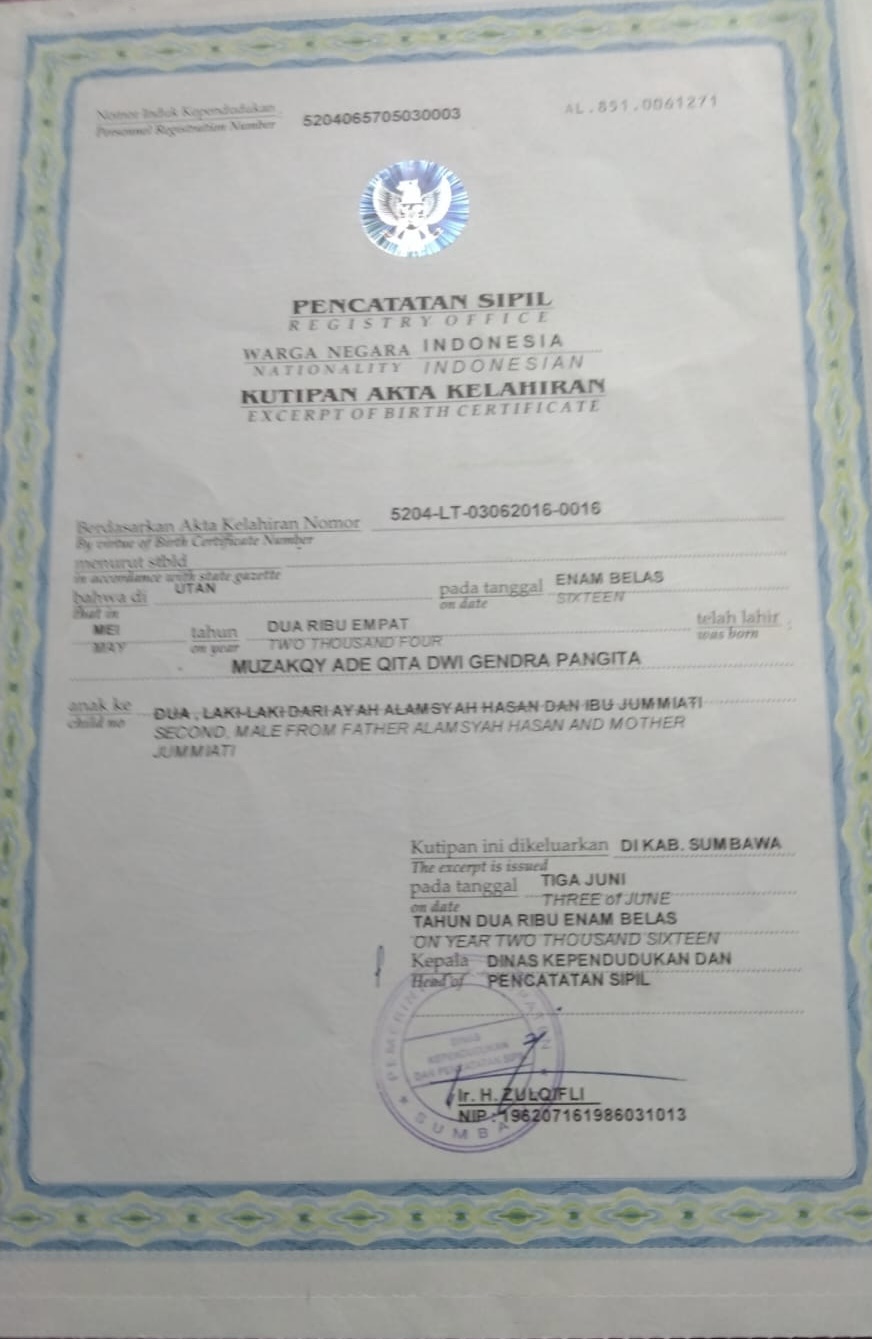 Nomor Induk Kependudukan
Personnel Registration Number
5204065705030003
AL.851.0061271
PENCATATAN SIPIL
REGISTRY OFFICE
WARGA NEGARA INDONESIA
NATIONALITY INDONESIAN
KUTIPAN AKTA KELAHIRAN
EXCERPT OF BIRTH CERTIFICATE
Berdasarkan Akta Kelahiran Nomor 5204-LT-03062016-0016
By virtue of Birth Certificate Number
menurut stbld
in accordance with state gazette
bahwa di UTAN pada tanggal ENAM BELAS
that in on date SIXTEEN
MEI tahun DUA RIBU EMPAT telah lahir :
MAY on year TWO THOUSAND FOUR was born
MUZAKQY ADE QITA DWI GENDRA PANGITA
anak ke DUA , LAKI-LAKI DARI AYAH ALAMSYAH HASAN DAN IBU JUMMIATI
child no SECOND, MALE FROM FATHER ALAMSYAH HASAN AND MOTHER
JUMMIATI
Kutipan ini dikeluarkan DI KAB. SUMBAWA
The excerpt is issued
pada tanggal TIGA JUNI
on date THREE of JUNE
TAHUN DUA RIBU ENAM BELAS
ON YEAR TWO THOUSAND SIXTEEN
Kepala DINAS KEPENDUDUKAN DAN
Head of PENCATATAN SIPIL
DINAS
KEPENDUDUKAN
DAN PENCATATAN SIPIL
Ir. H. ZULQIFLI
NIP : 196207161986031013